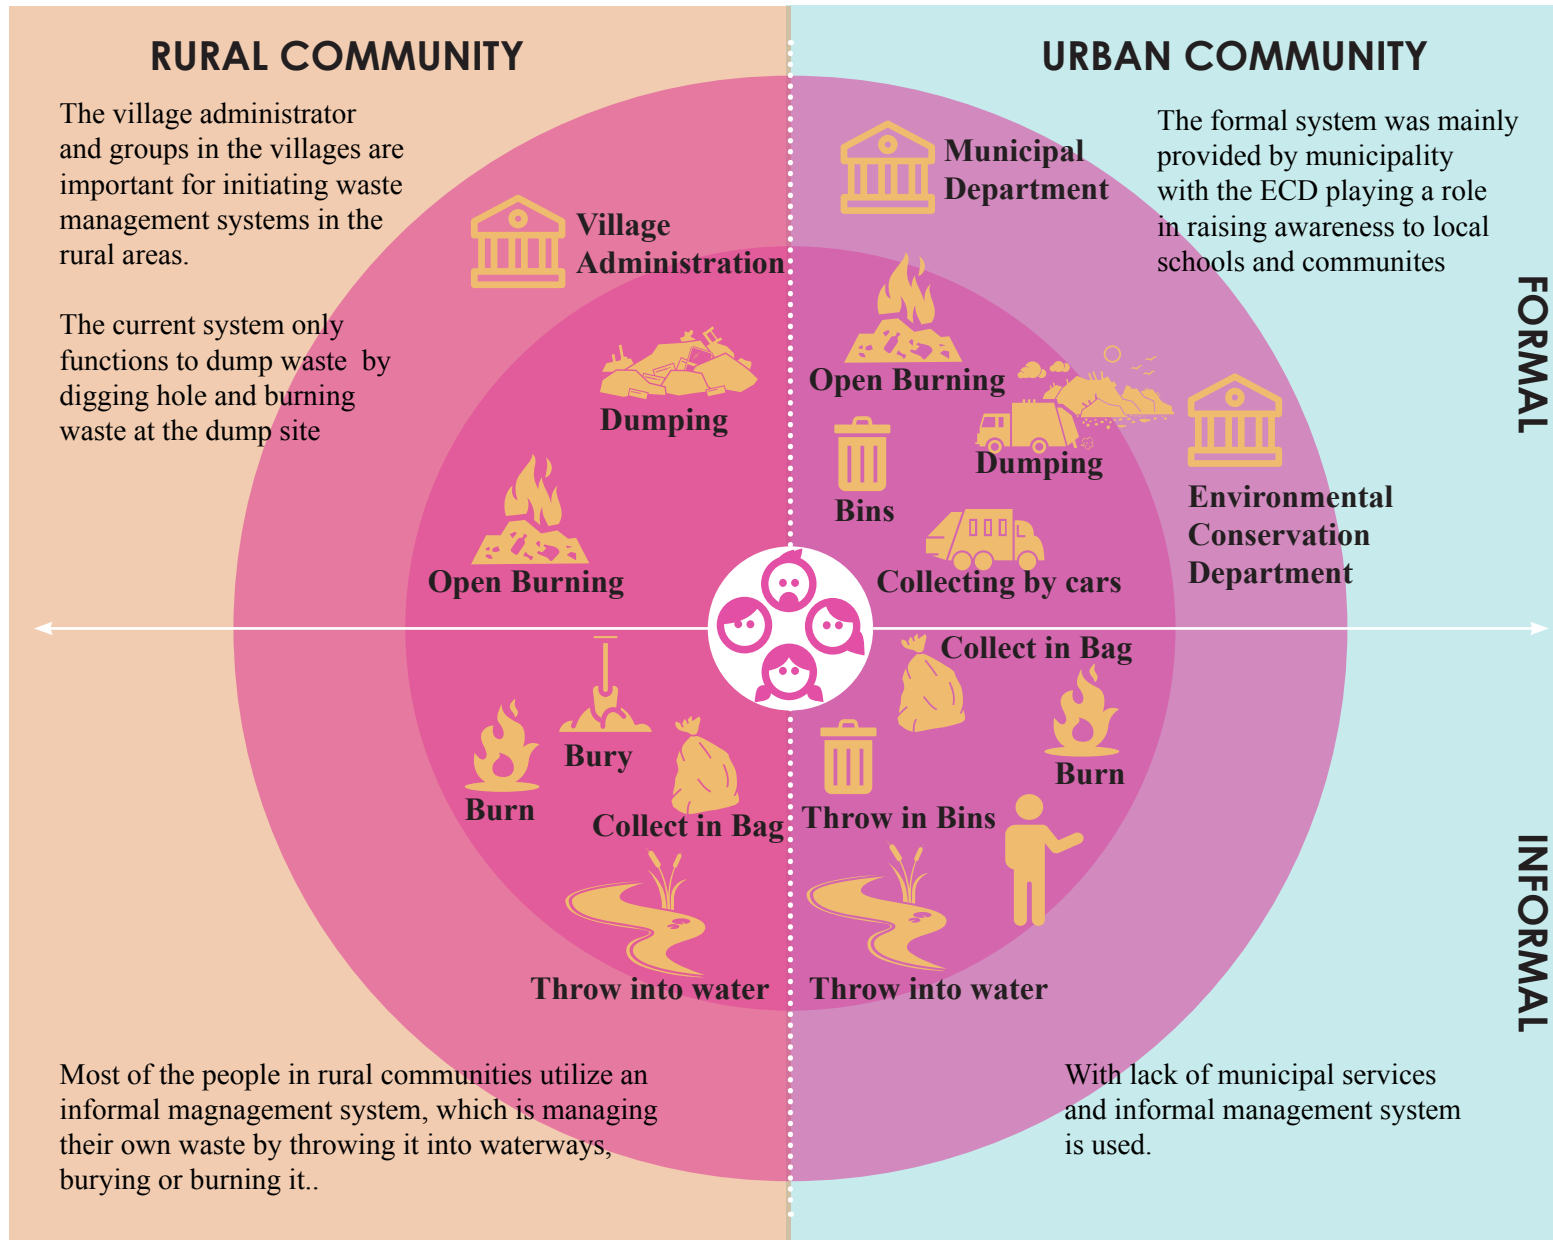 RURAL COMMUNITY
The village administrator
and groups in the villages are
important for initiating waste
management systems in the
rural areas.
The current system only
functions to dump waste by
digging hole and burning
waste at the dump site
Village
Administration
Dumping
Open Burning
URBAN COMMUNITY
The formal system was mainly
provided by municipality
with the ECD playing a role
in raising awareness to local
schools and communites
Municipal
Department
Open Burning
Dumping
Bins
Collecting by cars
Environmental
Conservation
Department
FORMAL
Bury
Burn
Collect in Bag
Throw into water
Most of the people in rural communities utilize an
informal magnagement system, which is managing
their own waste by throwing it into waterways,
burying or burning it..
Collect in Bag
Burn
Throw in Bins
Throw into water
INFORMAL
With lack of municipal services
and informal management system
is used.